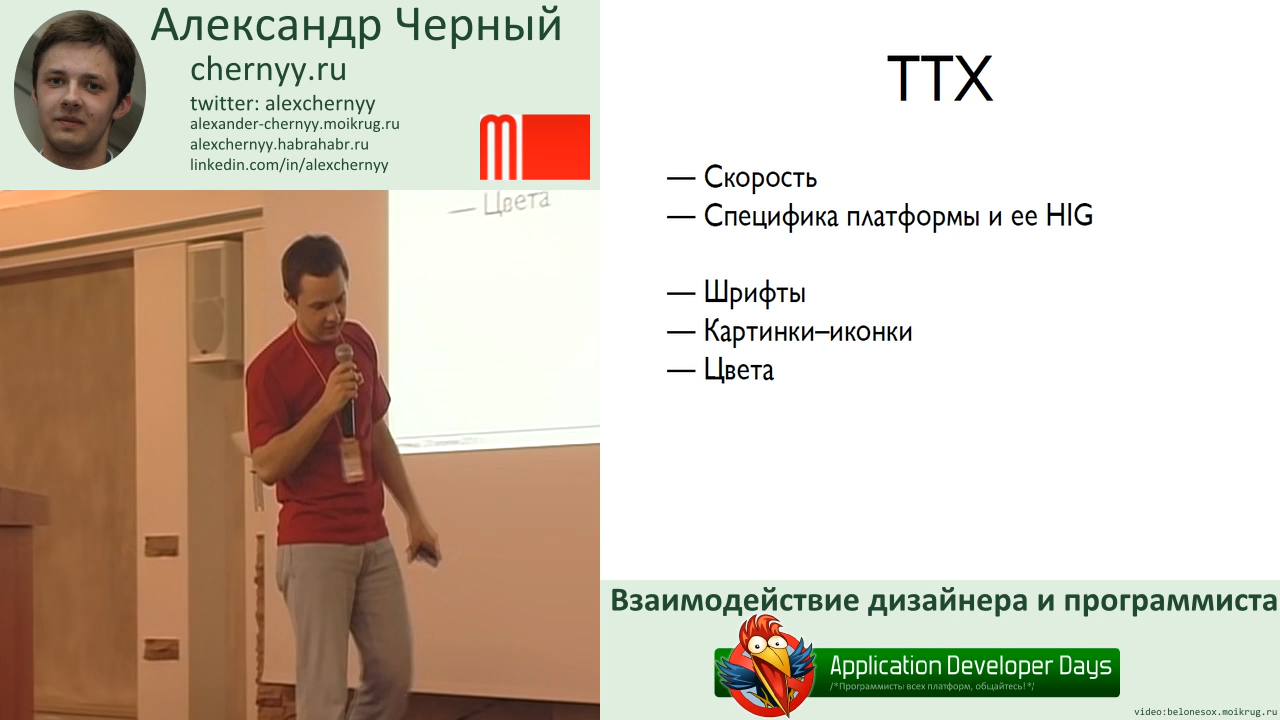 Александр Черный
chernyy.ru
twitter: alexchernyy
alexander-chernyy.moikrug.ru
alexchernyy.habrahabr.ru
linkedin.com/in/alexchernyy
— Цвета
ТТХ
— Скорость
— Специфика платформы и ее HIG
— Шрифты
— Картинки–иконки
— Цвета
Взаимодействие дизайнера и программиста
Application Developer Days
/*Программисты всех платформ, общайтесь!*/
video:belonesox.moikrug.ru